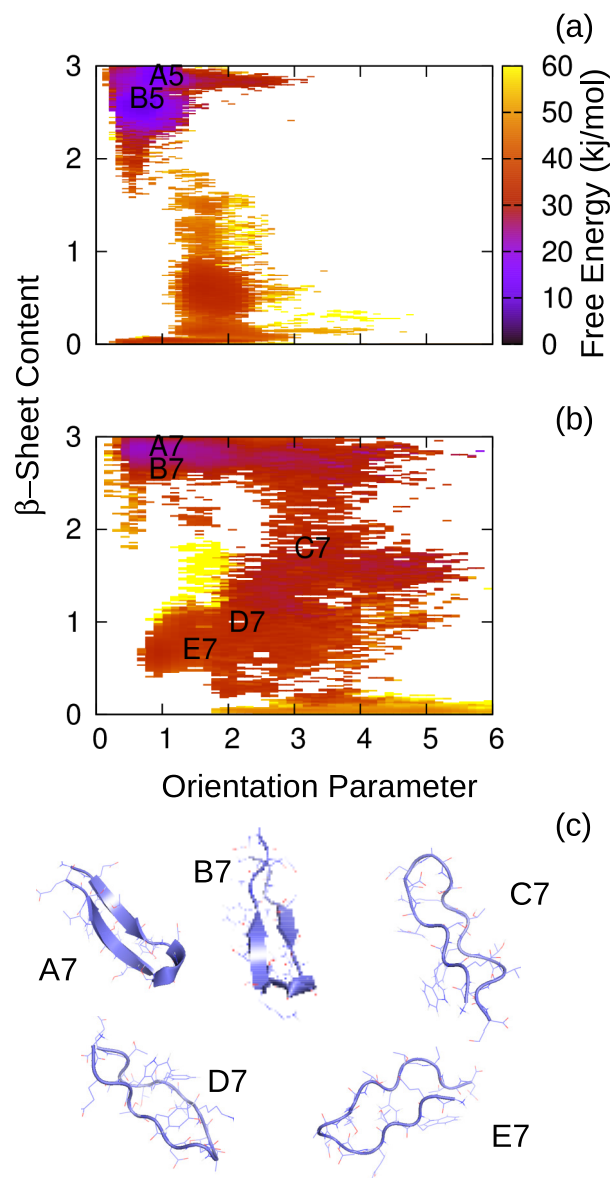 (a)
3
2
1
0
A5
B5
60
50
40
30
20
10
0
Free Energy (kj/mol)
β–Sheet Content
(b)
3
2
1
0
A7
B7
C7
D7
E7
0 1 2 3 4 5 6
Orientation Parameter
(c)
B7
C7
A7
D7
E7